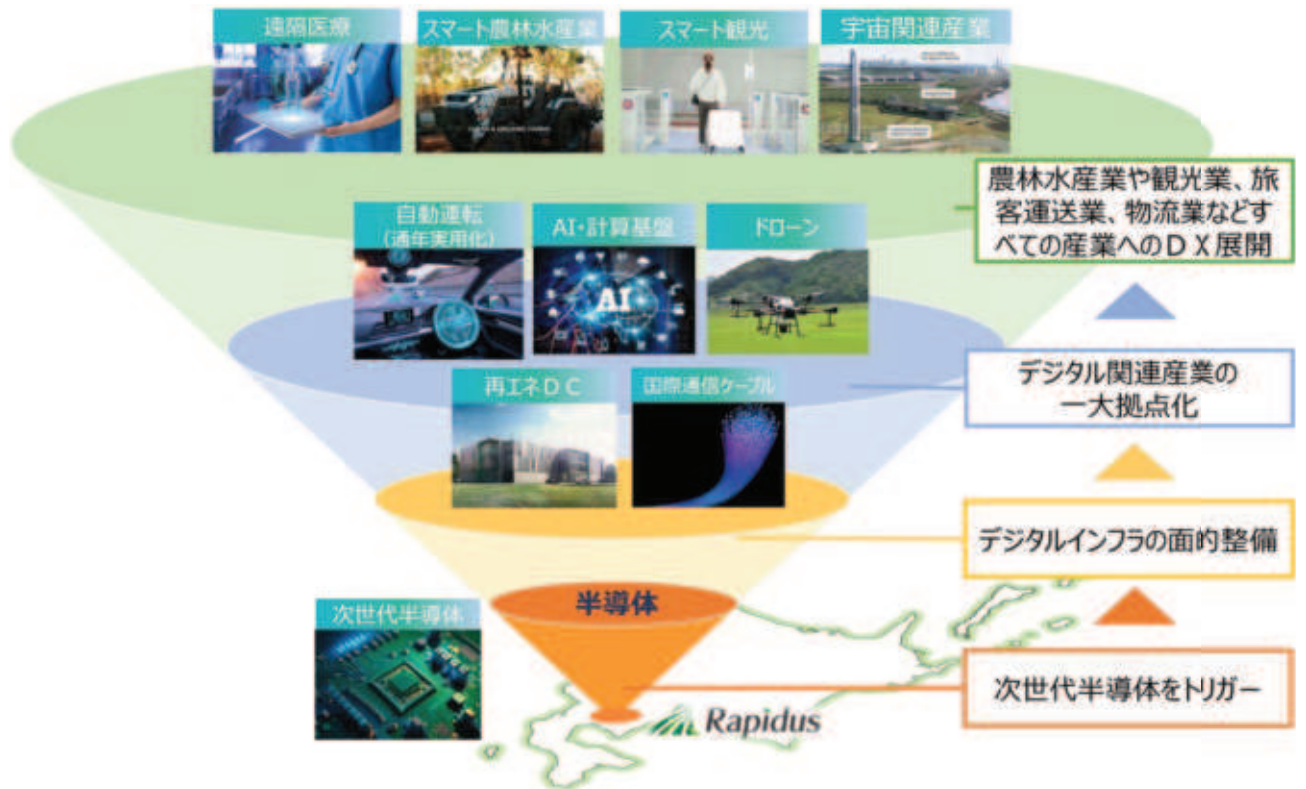 遠隔医療
スマート農林水産業
スマート観光
宇宙関連産業
農林水産業や観光業、旅
客運送業、物流業などす
べての産業へのＤＸ展開
自動運転
（通年実用化）
AI・計算基盤
ドローン
AI
デジタル関連産業の
一大拠点化
再エネＤＣ
国際通信ケーブル
デジタルインフラの面的整備
半導体
次世代半導体
次世代半導体をトリガー
Rapidus